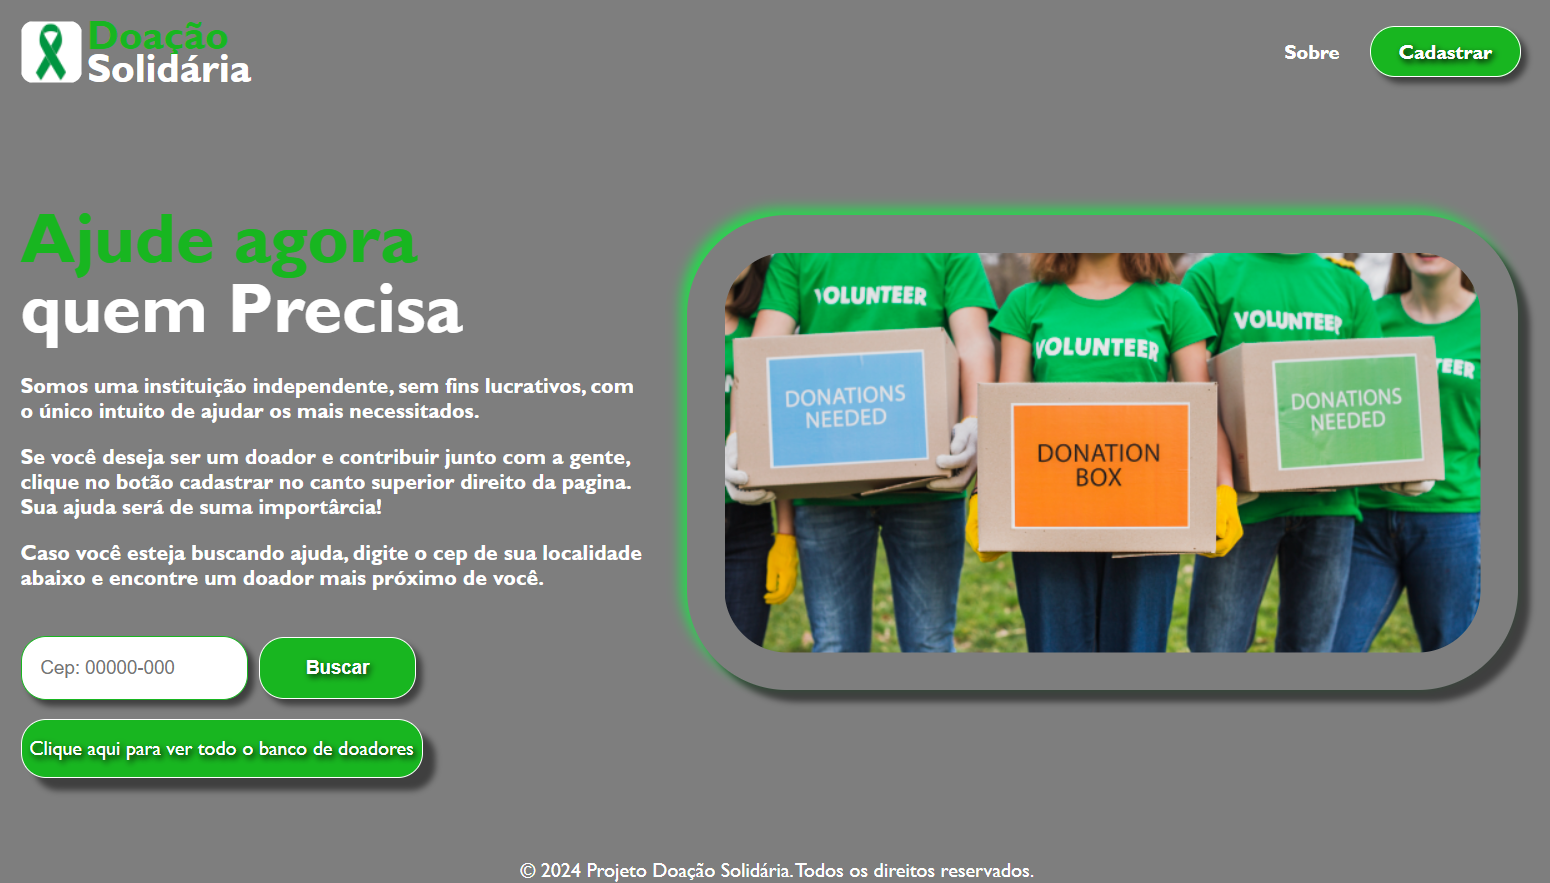 Doação
Solidária
Sobre
Cadastrar
Ajude agora
quem Precisa
Somos uma instituição independente, sem fins lucrativos, com
o único intuito de ajudar os mais necessitados.
Se você deseja ser um doador e contribuir junto com a gente,
clique no botão cadastrar no canto superior direito da pagina.
Sua ajuda será de suma importârcia!
Caso você esteja buscando ajuda, digite o cep de sua localidade
abaixo e encontre um doador mais próximo de você.
Cep: 00000-000
Buscar
Clique aqui para ver todo o banco de doadores
VOLUNTEER
VOLUNTEER
VOLUNTEER
TEER
DONATIONS
NEEDED
DONATION
BOX
DONATIONS
NEEDED
© 2024 Projeto Doação Solidária. Todos os direitos reservados.